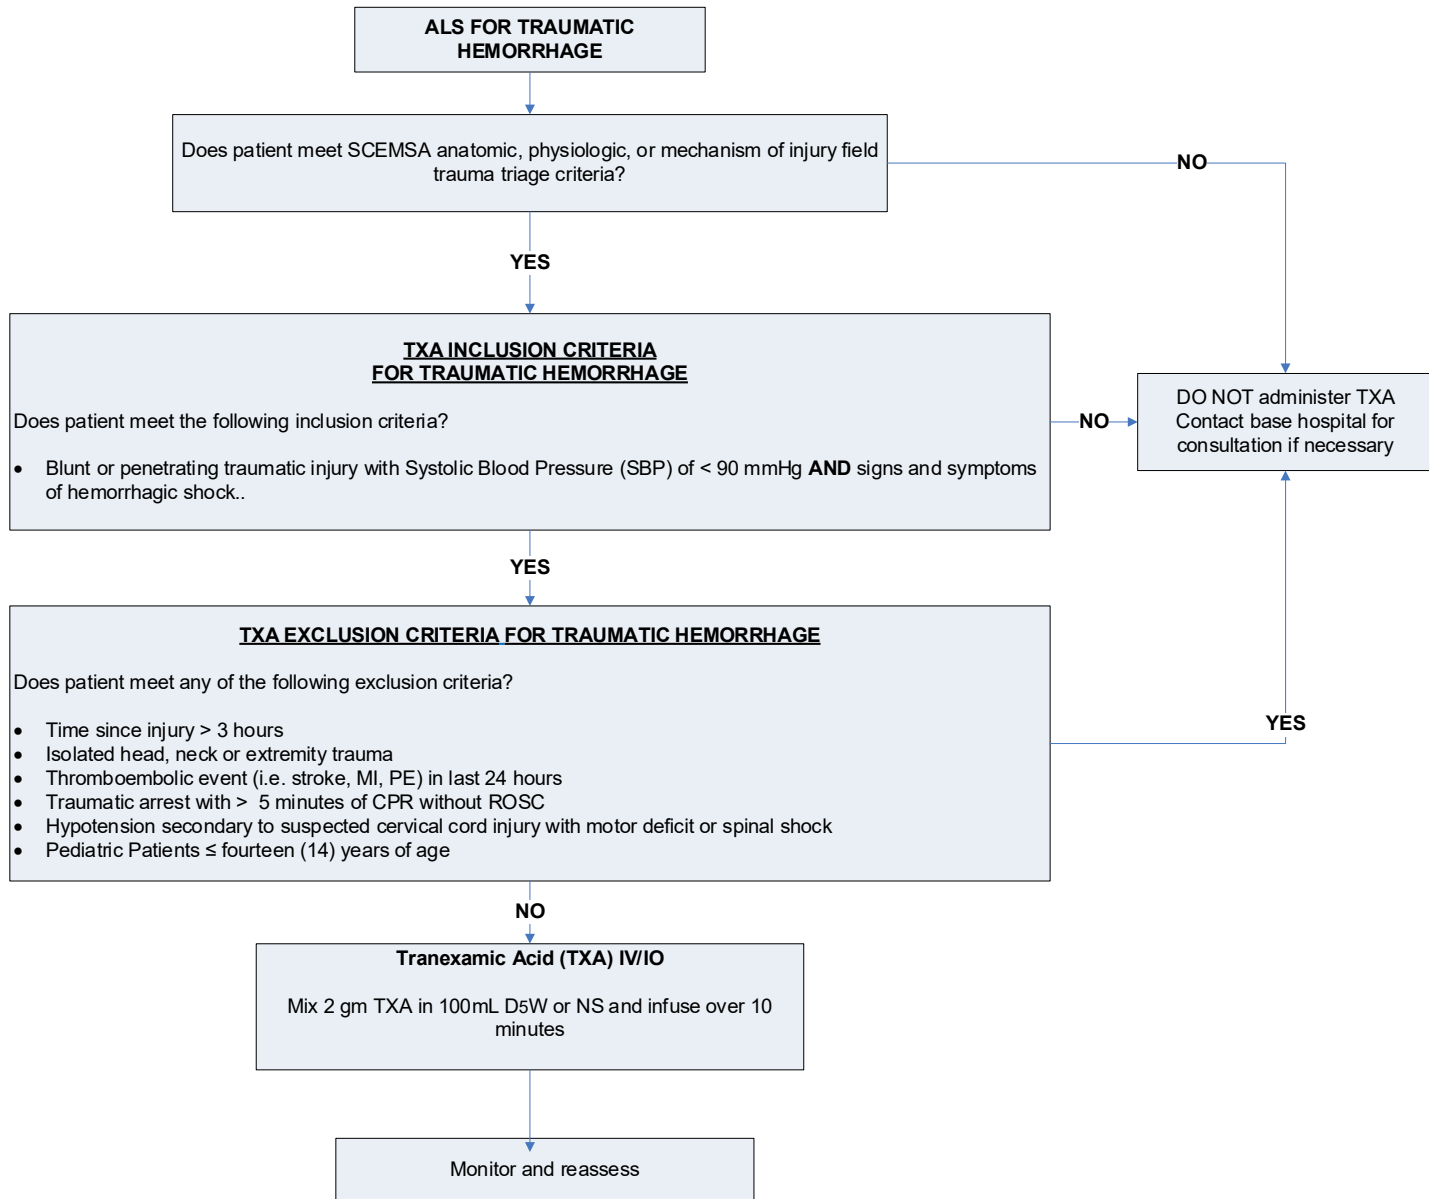 ALS FOR TRAUMATIC
HEMORRHAGE
Does patient meet SCEMSA anatomic, physiologic, or mechanism of injury field
trauma triage criteria?
NO
YES
TXA INCLUSION CRITERIA
FOR TRAUMATIC HEMORRHAGE
Does patient meet the following inclusion criteria?
• Blunt or penetrating traumatic injury with Systolic Blood Pressure (SBP) of < 90 mmHg AND signs and symptoms
of hemorrhagic shock..
NO
DO NOT administer TXA
Contact base hospital for
consultation if necessary
YES
TXA EXCLUSION CRITERIA FOR TRAUMATIC HEMORRHAGE
Does patient meet any of the following exclusion criteria?
• Time since injury > 3 hours
• Isolated head, neck or extremity trauma
• Thromboembolic event (i.e. stroke, MI, PE) in last 24 hours
• Traumatic arrest with > 5 minutes of CPR without ROSC
• Hypotension secondary to suspected cervical cord injury with motor deficit or spinal shock
• Pediatric Patients ≤ fourteen (14) years of age
YES
NO
Tranexamic Acid (TXA) IV/IO
Mix 2 gm TXA in 100mL D5W or NS and infuse over 10
minutes
Monitor and reassess